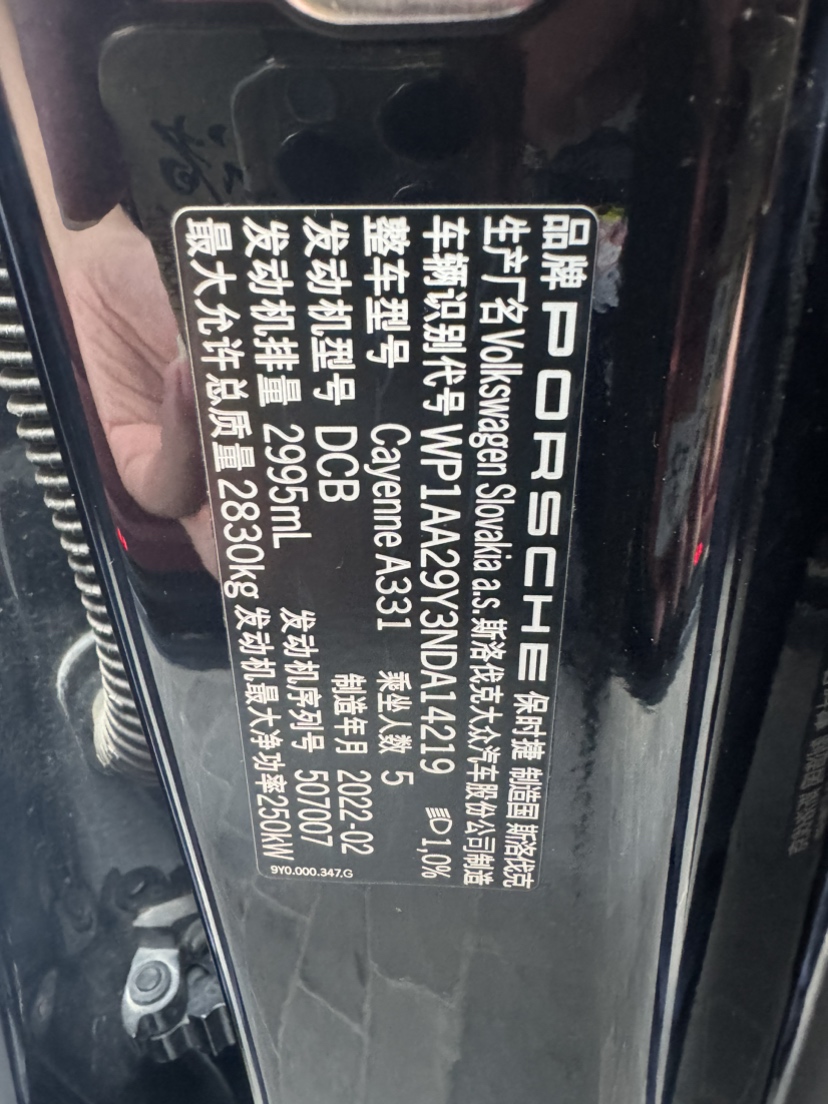 品牌 PORSCHE 保时捷 制造国 斯洛伐克
生产厂名 Volkswagen Slovakia a.s. 斯洛伐克大众汽车股份公司制造
车辆识别代号 WP1AA29Y3NDA14219 1,0%
整车型号 Cayenne A331 乘坐人数 5
发动机型号 DCB 制造年月 2022-02
发动机排量 2995mL 发动机序列号 507007
最大允许总质量 2830kg 发动机最大净功率250kW
9Y0.000.347.G